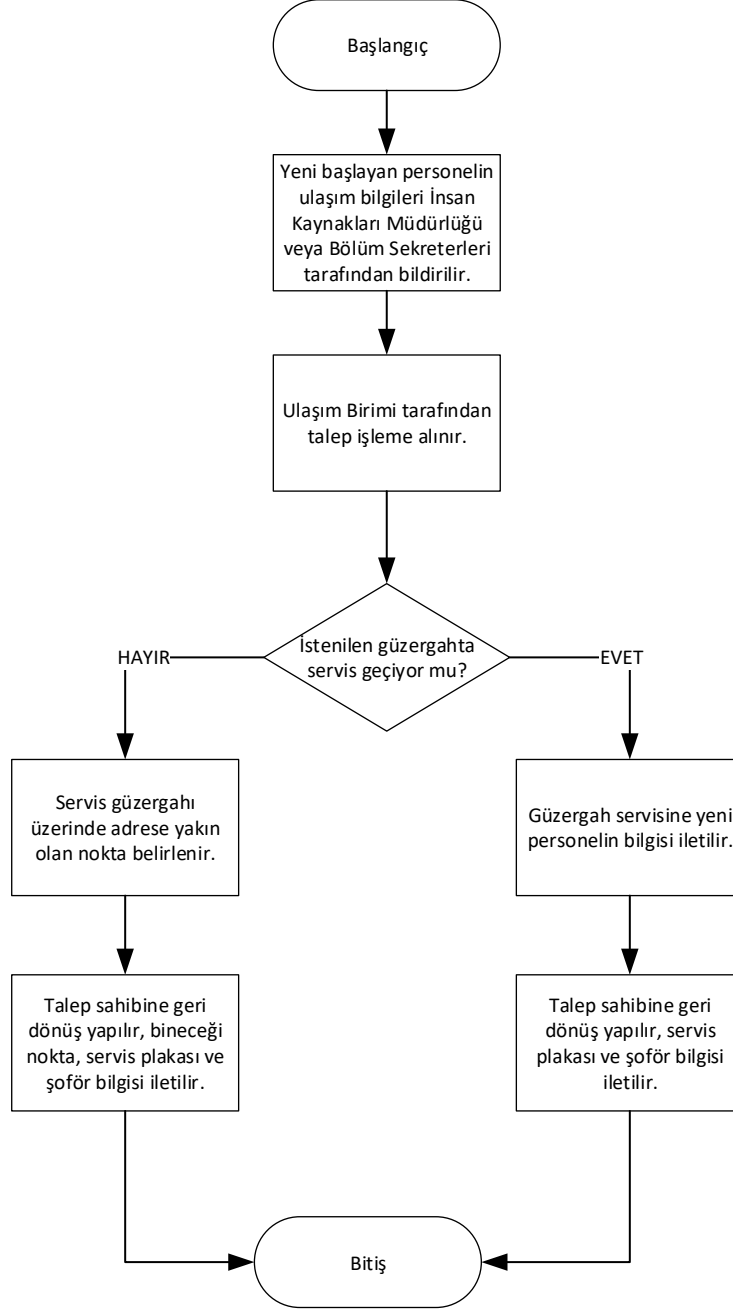 Başlangıç
Yeni başlayan personelin
ulaşım bilgileri İnsan
Kaynakları Müdürlüğü
veya Bölüm Sekreterleri
tarafından bildirilir.
Ulaşım Birimi tarafından
talep işleme alınır.
İstenilen güzergahta
servis geçiyor mu?
HAYIR
EVET
Servis güzergahı
üzerinde adrese yakın
olan nokta belirlenir.
Güzergah servisine yeni
personelin bilgisi iletilir.
Talep sahibine geri
dönüş yapılır, bineceği
nokta, servis plakası ve
şoför bilgisi iletilir.
Talep sahibine geri
dönüş yapılır, servis
plakası ve şoför bilgisi
iletilir.
Bitiş